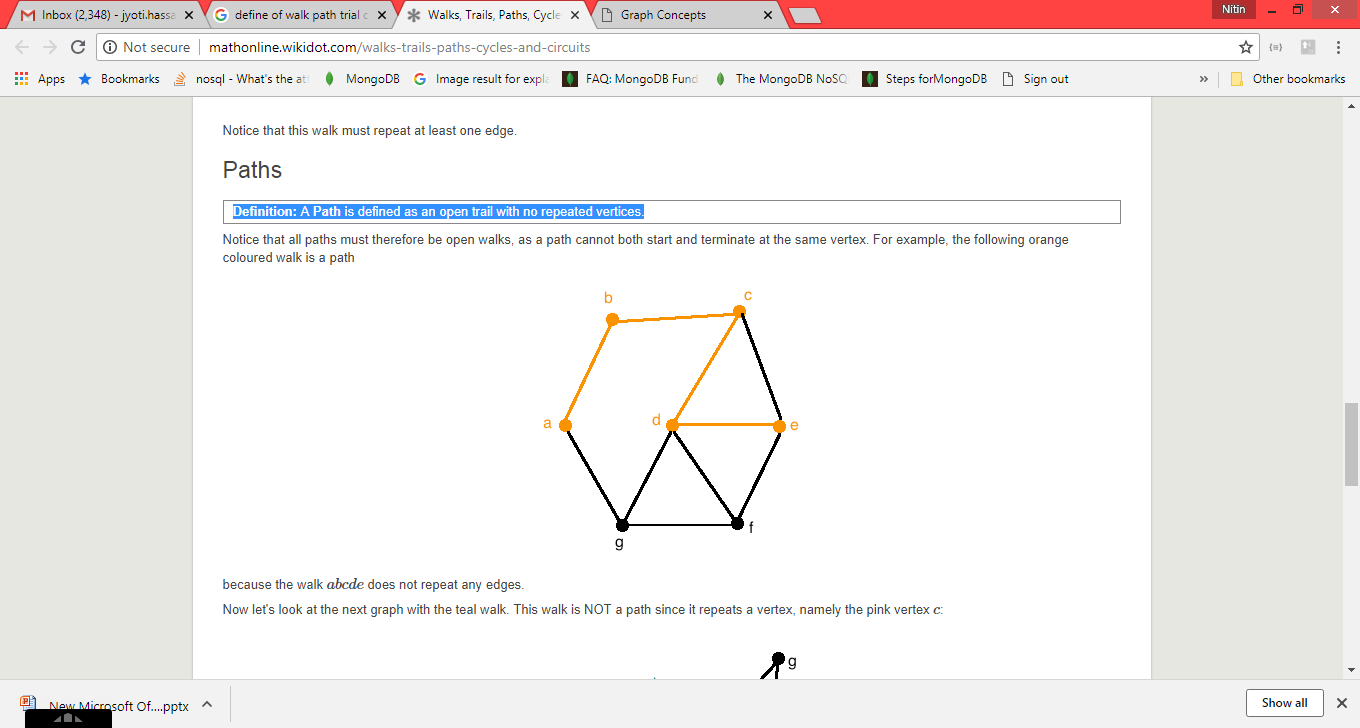 Inbox (2,348) - jyoti.hassa
define of walk path trial c
Walks, Trails, Paths, Cycle
Graph Concepts
Nitin
Not secure
mathonline.wikidot.com/walks-trails-paths-cycles-and-circuits
Apps
Bookmarks
nosql - What's the at
MongoDB
Image result for expla
FAQ: MongoDB Fund
The MongoDB NoSQ
Steps forMongoDB
Sign out
»
Other bookmarks
Notice that this walk must repeat at least one edge.
Paths
Definition: A Path is defined as an open trail with no repeated vertices.
Notice that all paths must therefore be open walks, as a path cannot both start and terminate at the same vertex. For example, the following orange
coloured walk is a path
b
c
a
d
e
g
f
because the walk abcde does not repeat any edges.
Now let's look at the next graph with the teal walk. This walk is NOT a path since it repeats a vertex, namely the pink vertex c:
g
New Microsoft Of....pptx
Show all